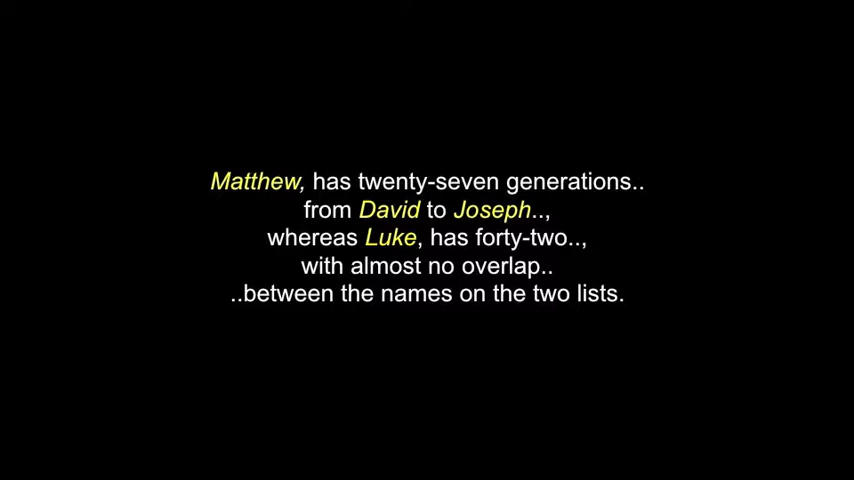 Matthew, has twenty-seven generations..
from David to Joseph..,
whereas Luke, has forty-two..,
with almost no overlap..
..between the names on the two lists.